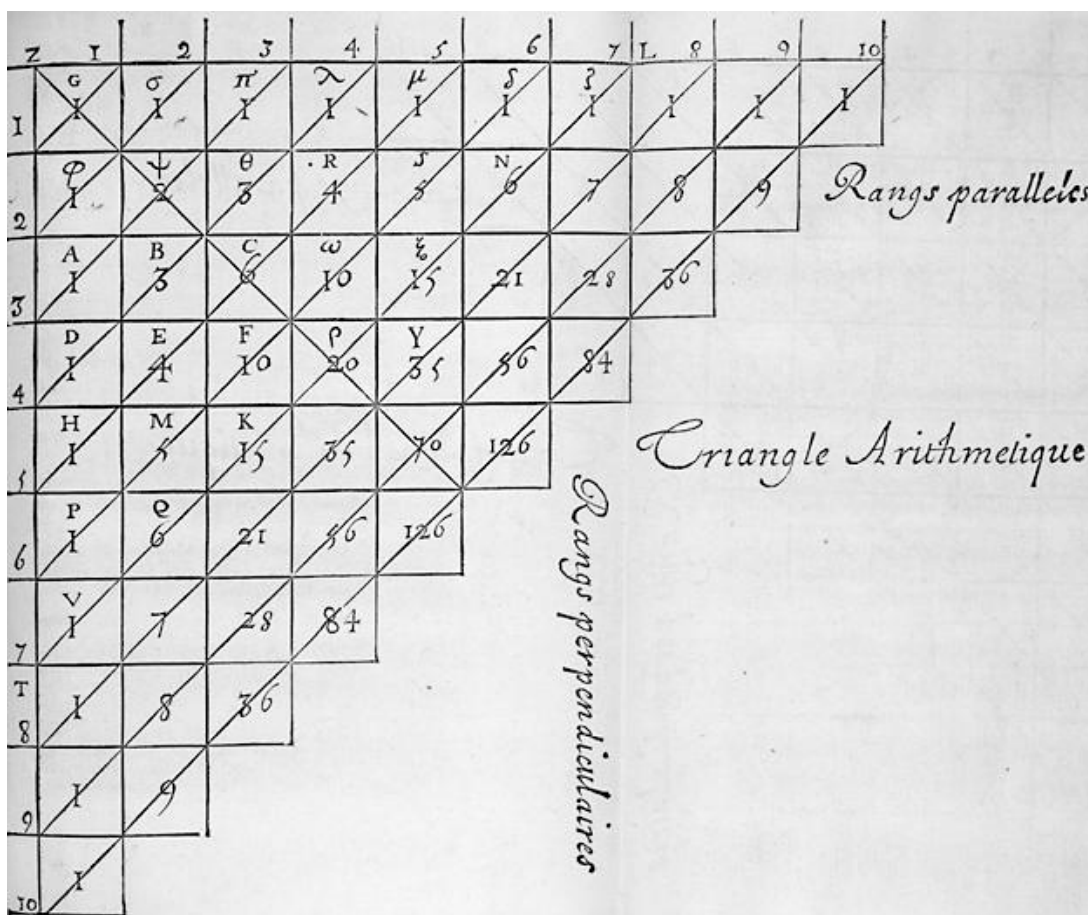 Z 1 2 3 4 5 6 7 L 8 9 10
G σ π λ μ δ ζ
1 1 1 1 1 1 1 1 1 1 1
φ ψ θ R S N
2 1 2 3 4 5 6 7 8 9
Rangs paralleles
A B C ω ξ
3 1 3 6 10 15 21 28 36
D E F ρ Y
4 1 4 10 20 35 56 84
H M K
5 1 5 15 35 70 126
Triangle Arithmetique
P Q
6 1 6 21 56 126
V
7 1 7 28 84
T
8 1 8 36
9 1 9
10 1
Rangs perpendiculaires